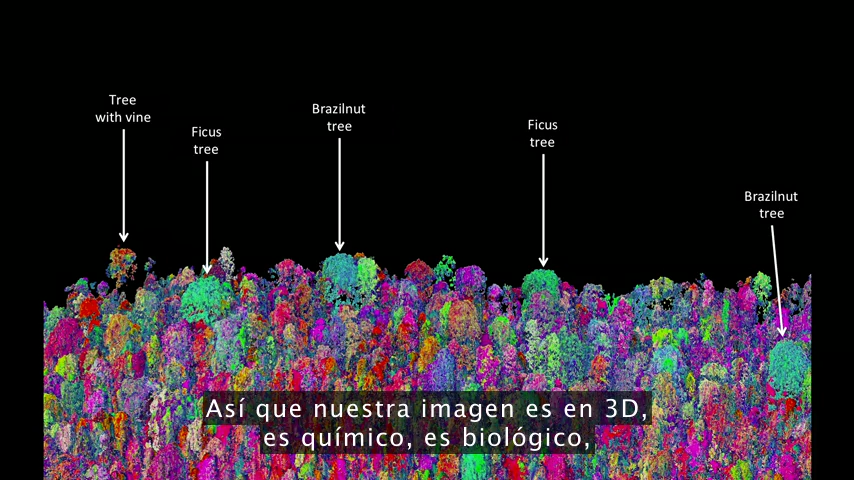 Tree
with vine
Ficus
tree
Brazilnut
tree
Ficus
tree
Brazilnut
tree
Así que nuestra imagen es en 3D,
es químico, es biológico,